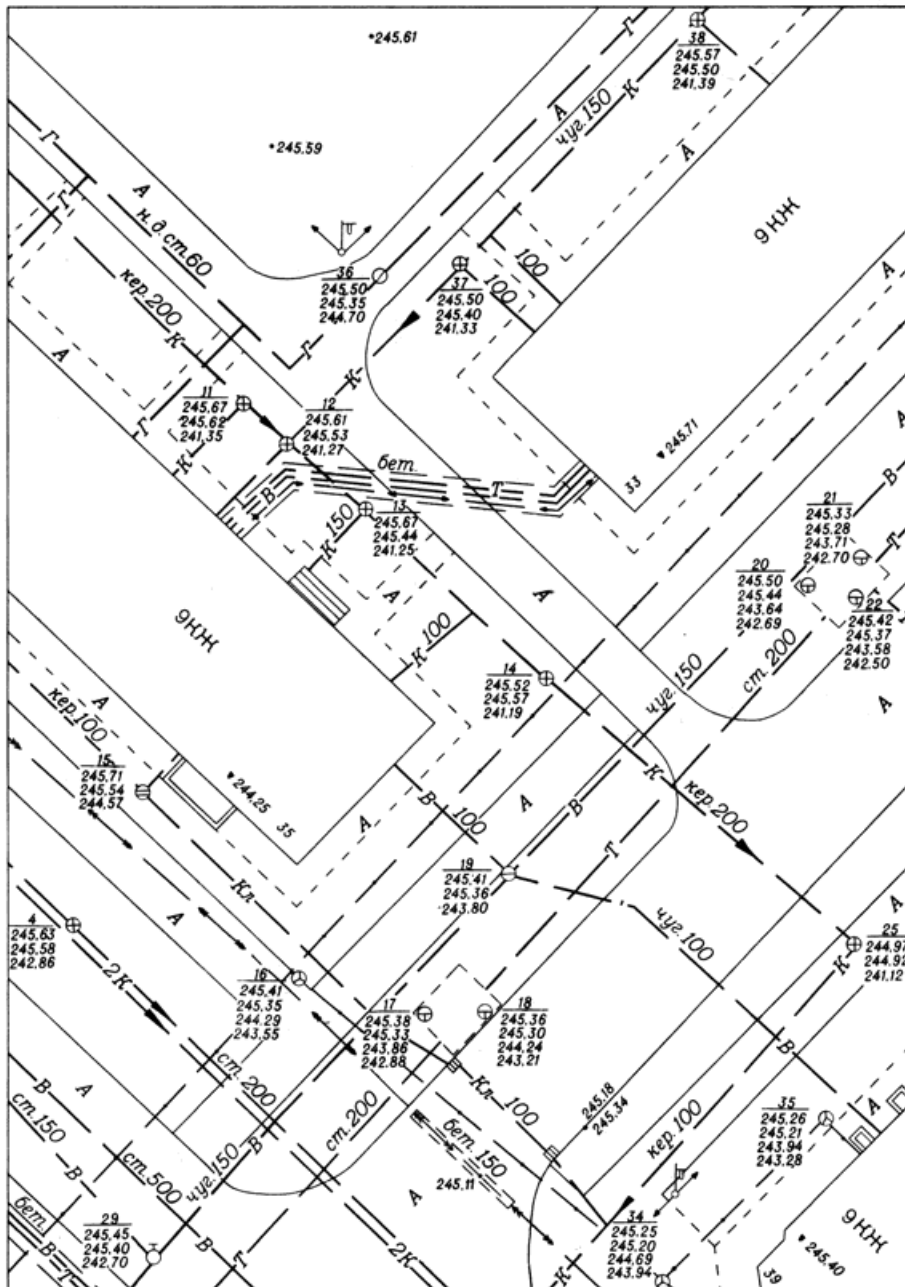 245.61
38
245.57
245.50
241.39
Г
К
А
чуг.150
245.59
Г
А
Г
А
9КЖ
н.д.ст.60
кер.200
К
36
245.50
245.35
244.70
37
245.50
245.40
241.33
100
100
А
Г
К
А
11
245.67
245.62
241.35
12
245.61
245.53
241.27
Г
К
245.71
33
А
В
бет.
Т
В
21
245.33
245.28
243.71
242.70
Т
13
245.67
245.44
241.25
К 150
20
245.50
245.44
243.64
242.69
22
245.42
245.37
243.58
242.50
А
А
9КЖ
К 100
14
245.52
245.57
241.19
чуг.150
ст.200
А
А
кер.100
15
245.71
245.54
244.57
244.25
35
А
В 100
А
В
К
кер.200
Т
19
245.41
245.36
243.80
Кл
А
чуг.100
А
4
245.63
245.58
242.86
25
244.97
244.92
241.12
К
2К
16
245.41
245.35
244.29
243.55
17
245.38
245.33
243.86
242.88
18
245.36
245.30
244.24
243.21
В
ст.200
Кл 100
245.18
245.34
А
В
ст.150
ст.200
кер.100
35
245.26
245.21
243.94
243.28
А
В
ст.500
чуг.150
В
бет.150
245.11
А
29
245.45
245.40
242.70
бет.
В
Т
Т
2К
К
34
245.25
245.20
244.69
243.94
9КЖ
245.40
39